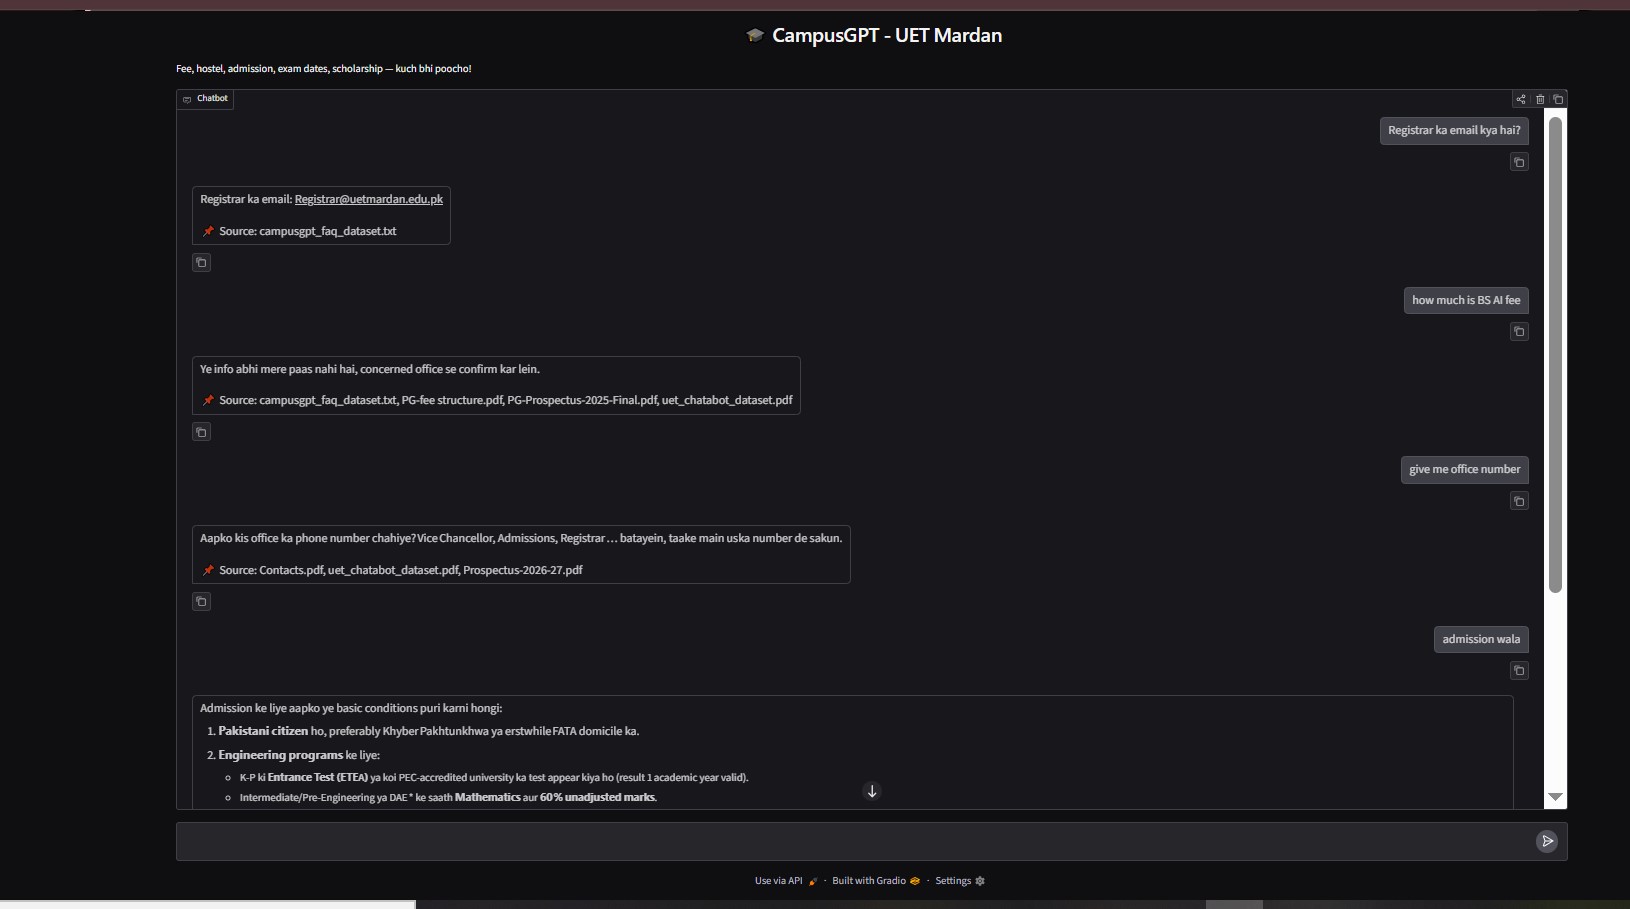 🎓 CampusGPT - UET Mardan
Fee, hostel, admission, exam dates, scholarship — kuch bhi poocho!
Chatbot
Registrar ka email kya hai?
Registrar ka email: Registrar@uetmardan.edu.pk
📌 Source: campusgpt_faq_dataset.txt
how much is BS AI fee
Ye info abhi mere paas nahi hai, concerned office se confirm kar lein.
📌 Source: campusgpt_faq_dataset.txt, PG-fee structure.pdf, PG-Prospectus-2025-Final.pdf, uet_chatabot_dataset.pdf
give me office number
Aapko kis office ka phone number chahiye? Vice Chancellor, Admissions, Registrar … batayein, taake main uska number de sakun.
📌 Source: Contacts.pdf, uet_chatabot_dataset.pdf, Prospectus-2026-27.pdf
admission wala
Admission ke liye aapko ye basic conditions puri karni hongi:
1. Pakistani citizen ho, preferably Khyber Pakhtunkhwa ya erstwhile FATA domicile ka.
2. Engineering programs ke liye:
K-P ki Entrance Test (ETEA) ya koi PEC-accredited university ka test appear kiya ho (result 1 academic year valid).
Intermediate/Pre-Engineering ya DAE* ke saath Mathematics aur 60% unadjusted marks.
Use via API · Built with Gradio · Settings